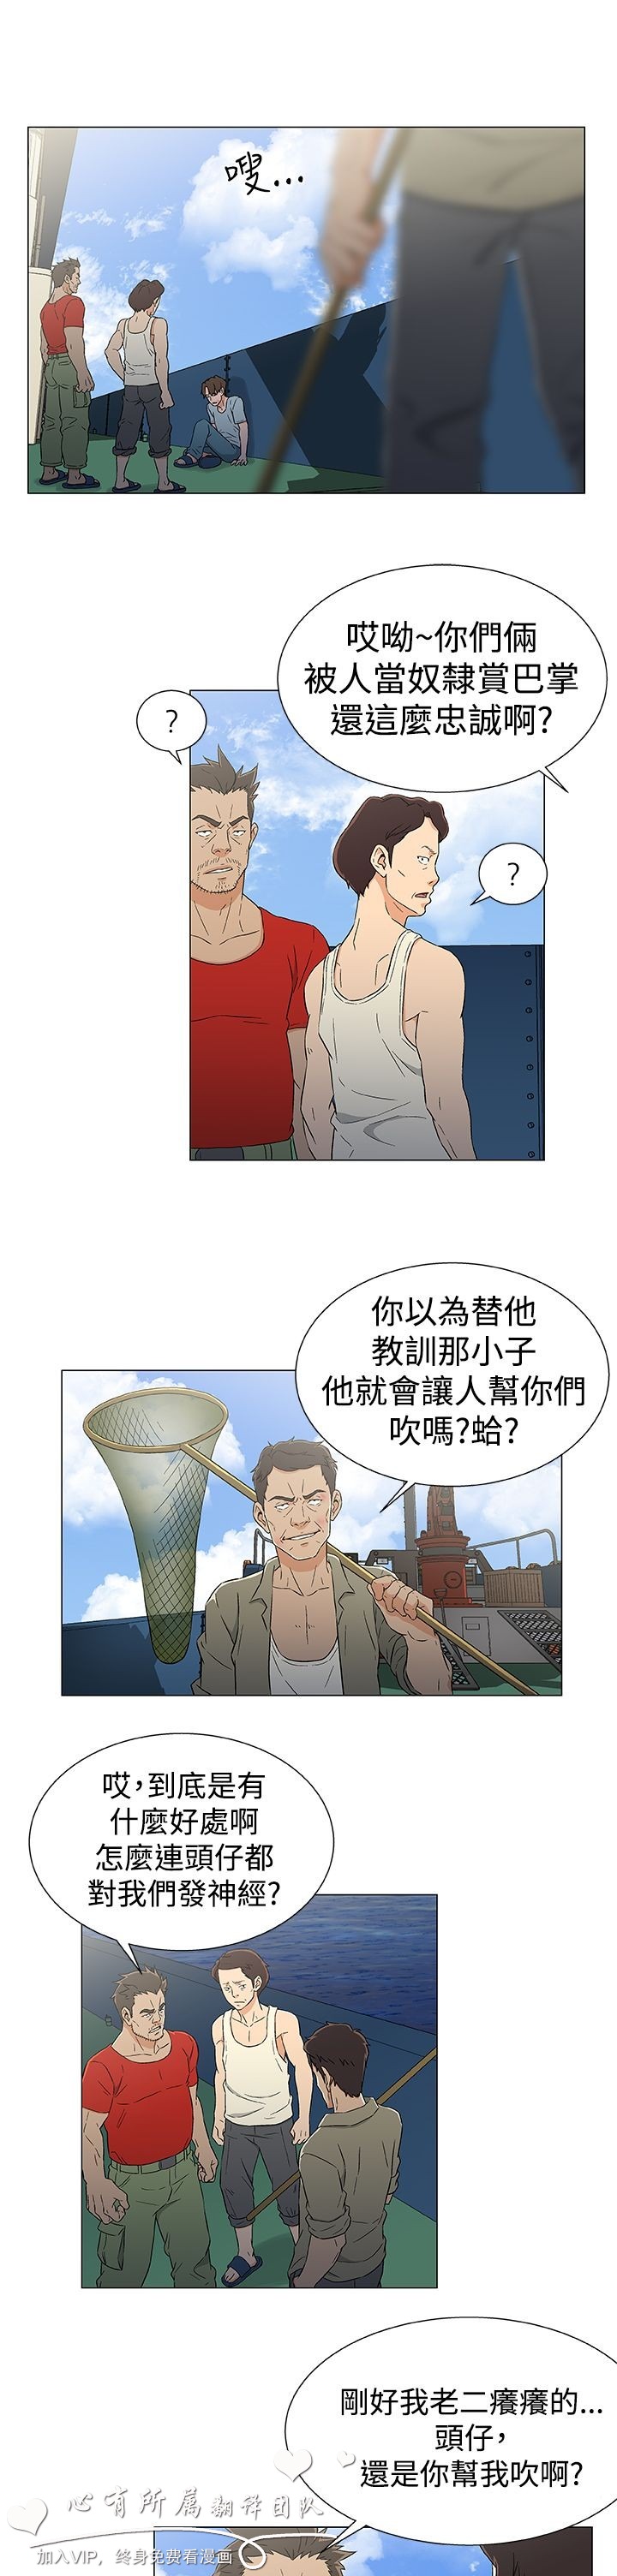 嗖...
哎呦~你們倆
被人當奴隸賞巴掌
還這麼忠誠啊?
?
?
你以為替他
教訓那小子
他就會讓人幫你們
吹嗎?蛤?
哎,到底是有
什麼好處啊
怎麼連頭仔都
對我們發神經?
剛好我老二癢癢的...
頭仔,
還是你幫我吹啊?
心有所属翻译团队
加入VIP，终身免费看漫画